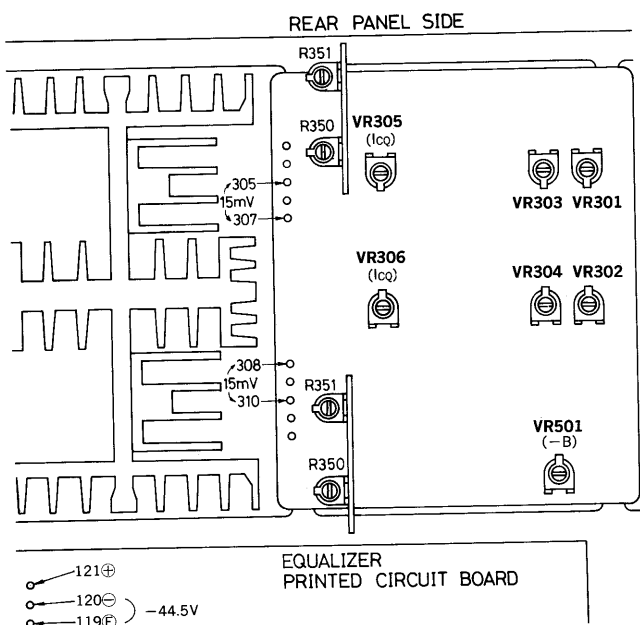 REAR PANEL SIDE
R351
R350
VR305
(ICQ)
VR303 VR301
305
15mV
307
VR306
(ICQ)
VR304 VR302
308
15mV
310
R351
VR501
(−B)
R350
EQUALIZER
PRINTED CIRCUIT BOARD
121⊕
120⊖
−44.5V
119Ⓔ